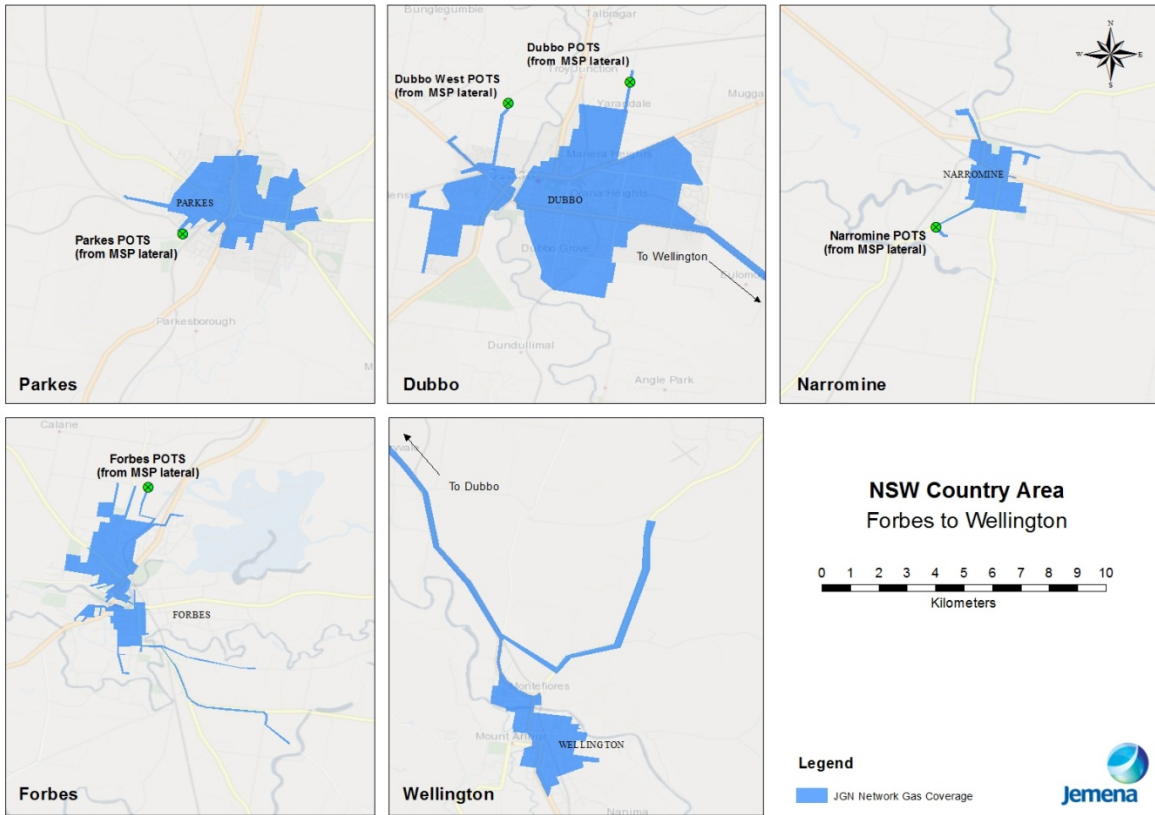 PARKES
Parkes POTS
(from MSP lateral)
Parkesborough
Parkes
Bunglegumbie
Talbragar
Dubbo POTS
(from MSP lateral)
Troy Junction
Dubbo West POTS
(from MSP lateral)
Yarrandale
Mugga
DUBBO
Dubbo Grove
To Wellington
Eulomo
Dundullimal
Angle Park
Dubbo
N
W
E
S
NARROMINE
Narromine POTS
(from MSP lateral)
Narromine
Calarie
Forbes POTS
(from MSP lateral)
FORBES
Forbes
To Dubbo
Montefiores
Mount Arthur
WELLINGTON
Nanima
Wellington
NSW Country Area
Forbes to Wellington
0 1 2 3 4 5 6 7 8 9 10
Kilometers
Legend
JGN Network Gas Coverage
Jemena